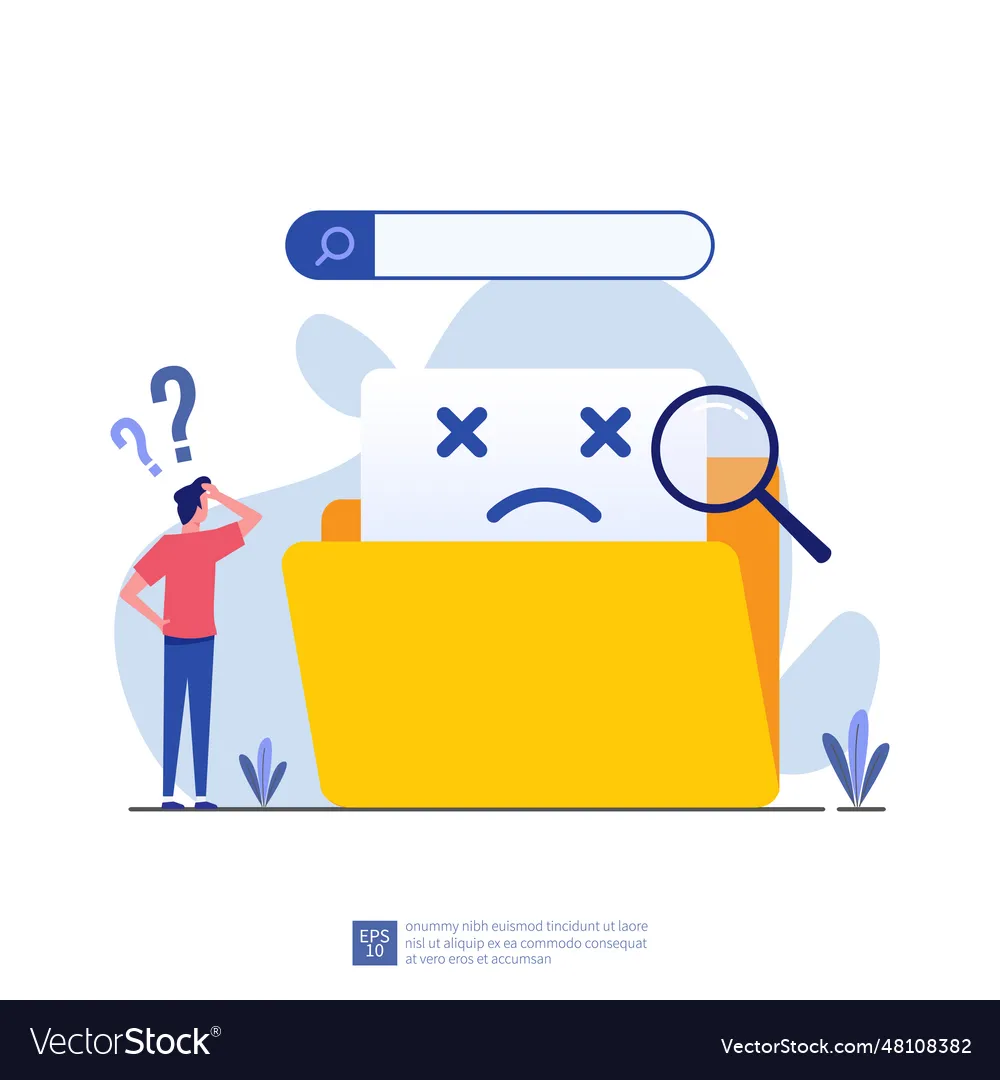 ? ?
EPS
10
onummy nibh euismod tincidunt ut laore
nisl ut aliquip ex ea commodo consequat
at vero eros et accumsan
VectorStock®
VectorStock.com/48108382